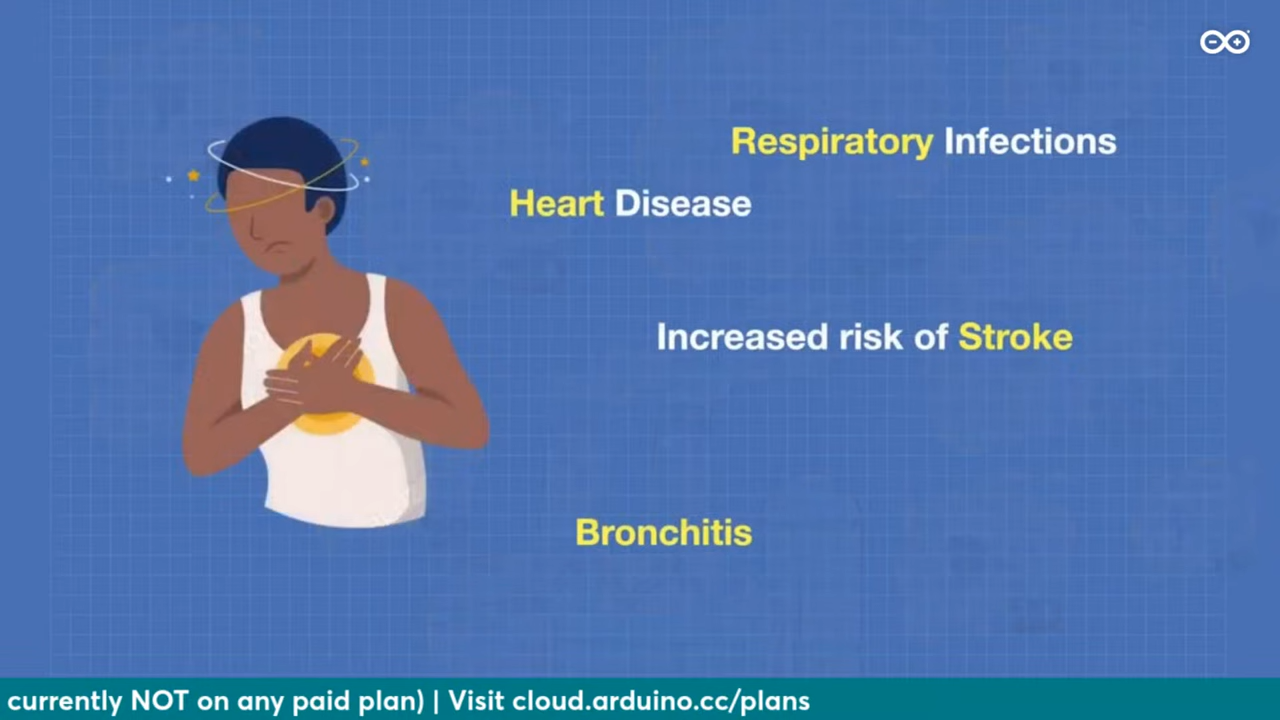 Respiratory Infections
Heart Disease
Increased risk of Stroke
Bronchitis
currently NOT on any paid plan) | Visit cloud.arduino.cc/plans